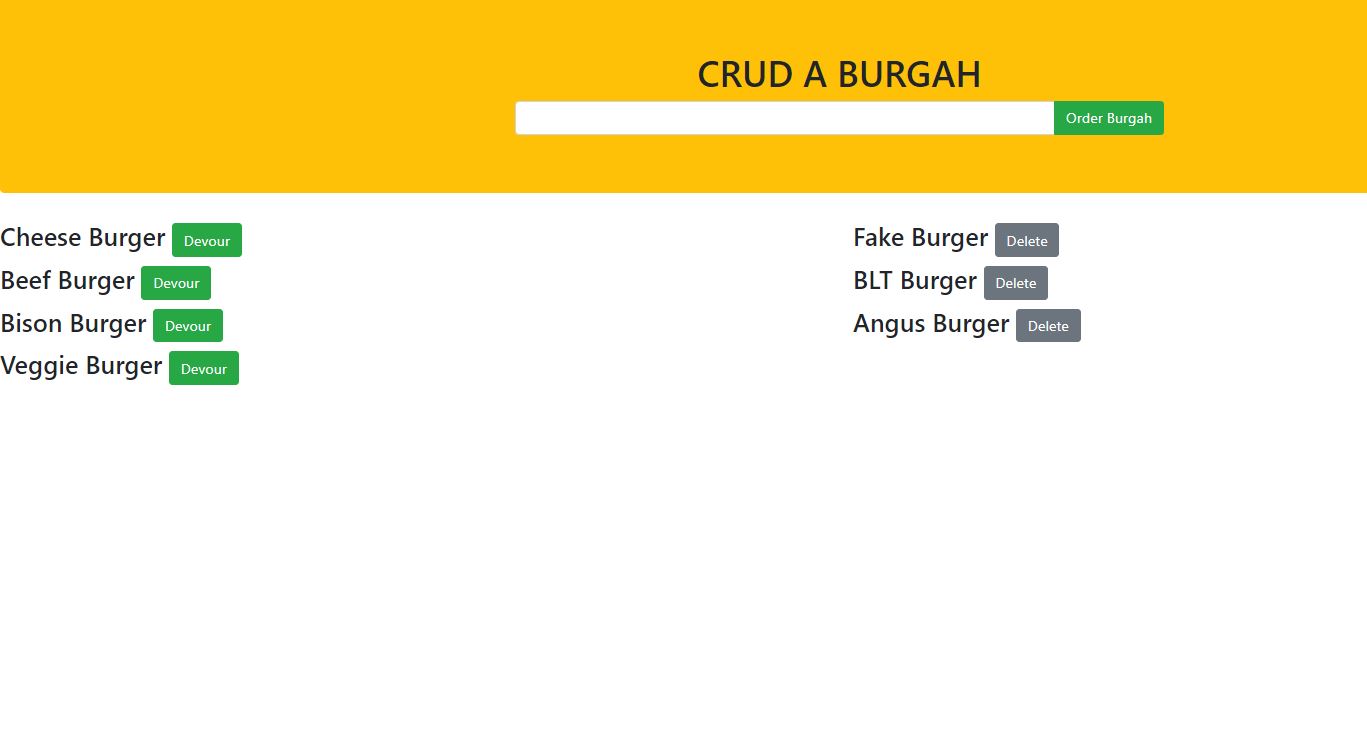 CRUD A BURGAH
Order Burgah
Cheese Burger Devour
Beef Burger Devour
Bison Burger Devour
Veggie Burger Devour
Fake Burger Delete
BLT Burger Delete
Angus Burger Delete